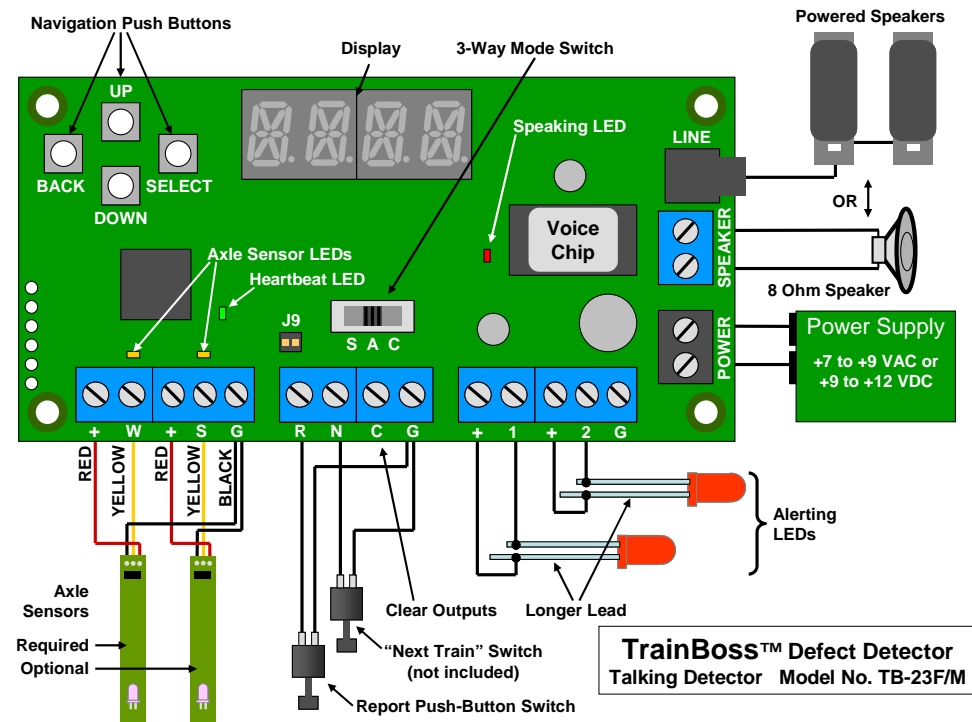 Navigation Push Buttons
Display
3-Way Mode Switch
Powered Speakers
UP
BACK
SELECT
DOWN
Speaking LED
LINE
OR
Voice
Chip
SPEAKER
8 Ohm Speaker
Axle Sensor LEDs
Heartbeat LED
J9
S A C
POWER
Power Supply
+7 to +9 VAC or
+9 to +12 VDC
+ W + S G
R N C G
+ 1 + 2 G
RED
YELLOW
RED
YELLOW
BLACK
Alerting
LEDs
Axle
Sensors
Required
Optional
Clear Outputs
Longer Lead
“Next Train” Switch
(not included)
Report Push-Button Switch
TrainBoss™ Defect Detector
Talking Detector Model No. TB-23F/M